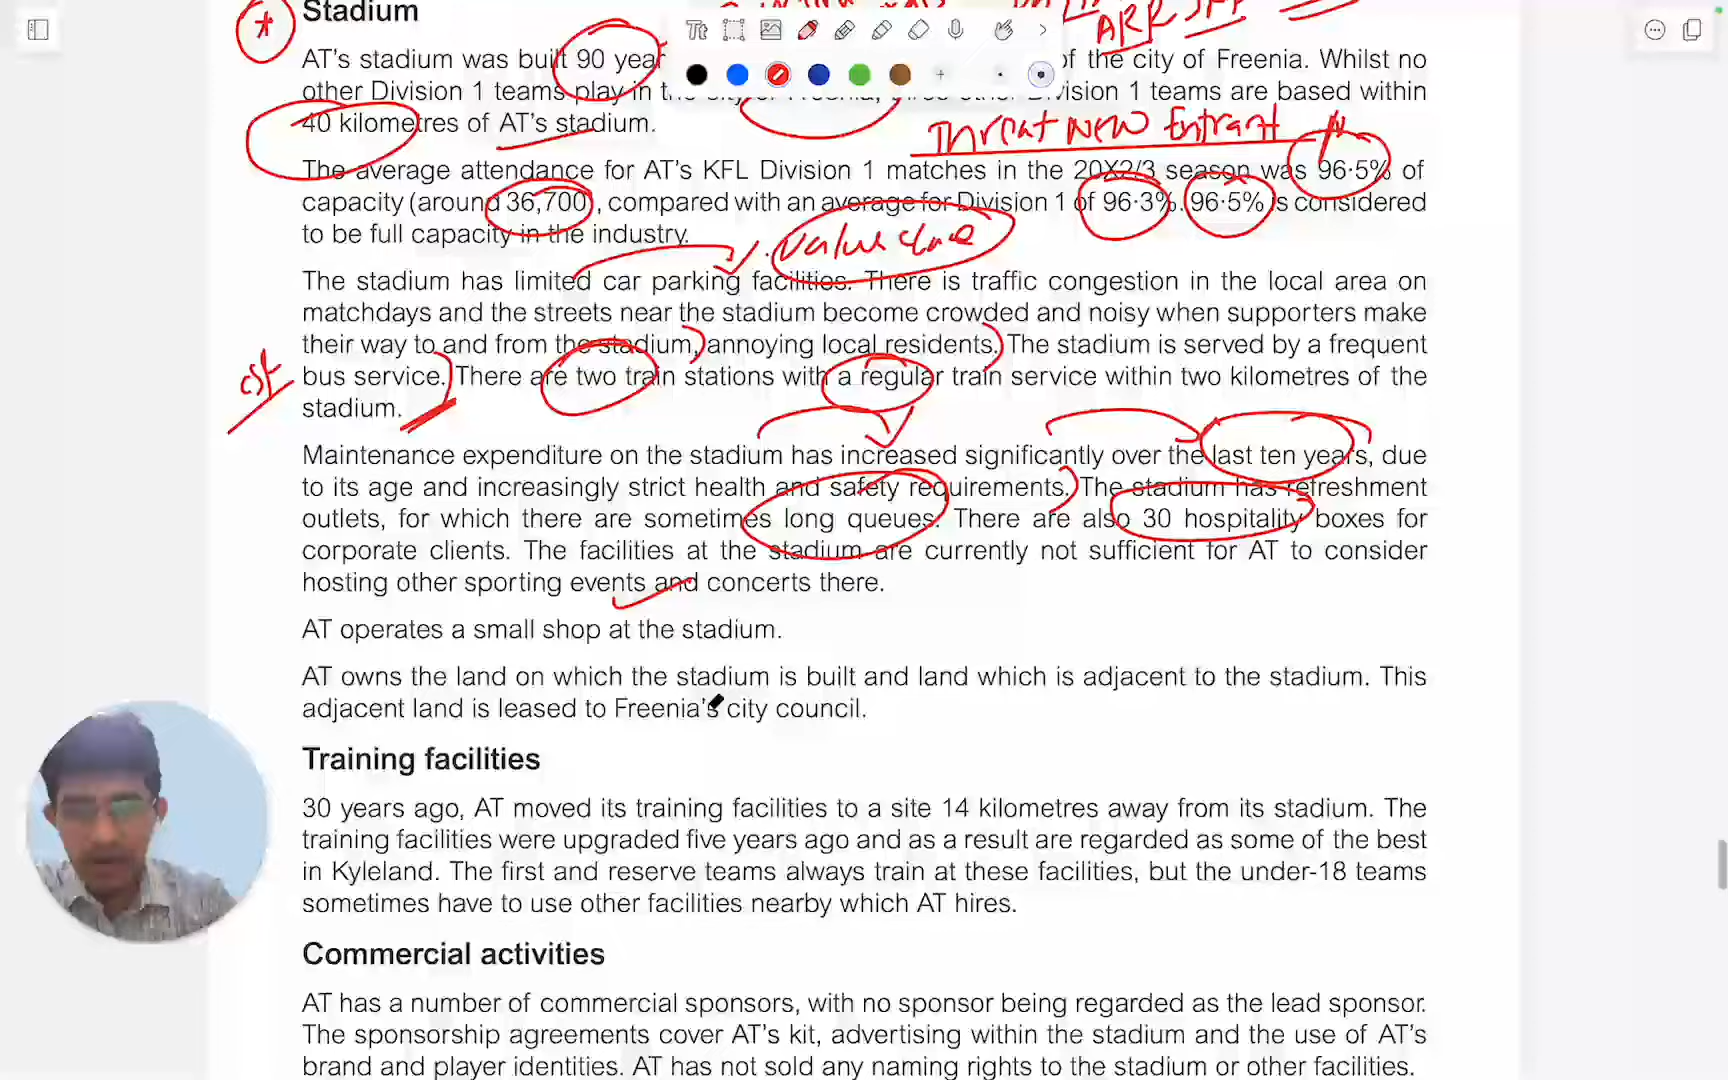 Stadium
ARR
AT's stadium was built 90 year of the city of Freenia. Whilst no
other Division 1 teams play in the city of Freenia, three other Division 1 teams are based within
40 kilometres of AT's stadium.
Threat New Entrant
The average attendance for AT's KFL Division 1 matches in the 20X2/3 season was 96·5% of
capacity (around 36,700), compared with an average for Division 1 of 96·3%. 96·5% is considered
to be full capacity in the industry.
Value
The stadium has limited car parking facilities. There is traffic congestion in the local area on
matchdays and the streets near the stadium become crowded and noisy when supporters make
their way to and from the stadium, annoying local residents. The stadium is served by a frequent
bus service. There are two train stations with a regular train service within two kilometres of the
stadium.
Maintenance expenditure on the stadium has increased significantly over the last ten years, due
to its age and increasingly strict health and safety requirements. The stadium has refreshment
outlets, for which there are sometimes long queues. There are also 30 hospitality boxes for
corporate clients. The facilities at the stadium are currently not sufficient for AT to consider
hosting other sporting events and concerts there.
AT operates a small shop at the stadium.
AT owns the land on which the stadium is built and land which is adjacent to the stadium. This
adjacent land is leased to Freenia's city council.
Training facilities
30 years ago, AT moved its training facilities to a site 14 kilometres away from its stadium. The
training facilities were upgraded five years ago and as a result are regarded as some of the best
in Kyleland. The first and reserve teams always train at these facilities, but the under-18 teams
sometimes have to use other facilities nearby which AT hires.
Commercial activities
AT has a number of commercial sponsors, with no sponsor being regarded as the lead sponsor.
The sponsorship agreements cover AT's kit, advertising within the stadium and the use of AT's
brand and player identities. AT has not sold any naming rights to the stadium or other facilities.